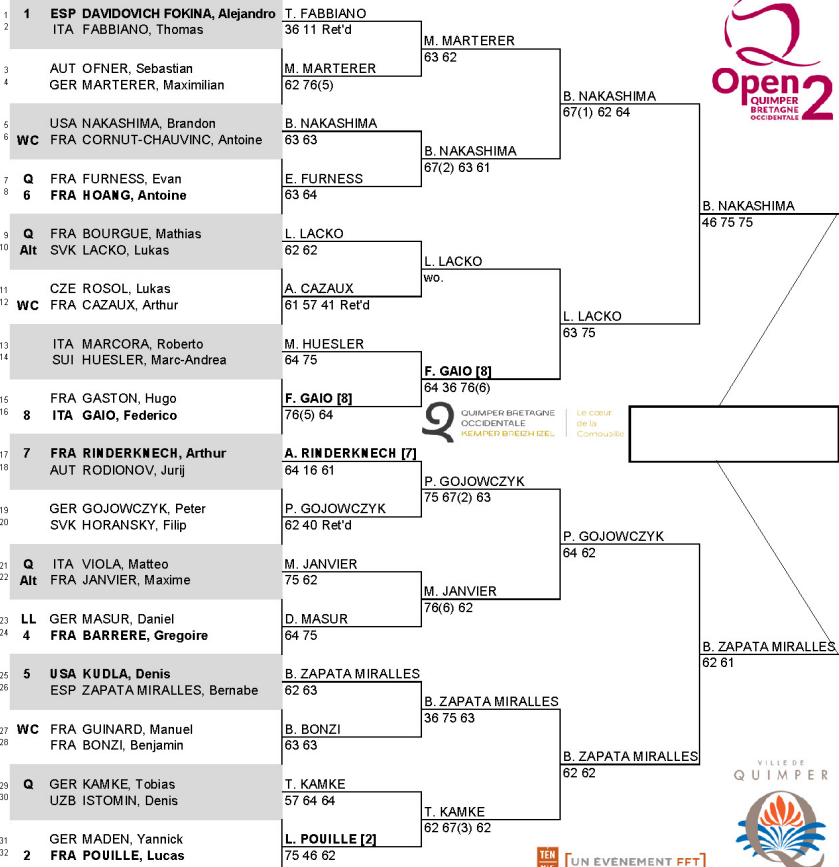 1 1 ESP DAVIDOVICH FOKINA, Alejandro
2 ITA FABBIANO, Thomas
3 AUT OFNER, Sebastian
4 GER MARTERER, Maximilian
5 USA NAKASHIMA, Brandon
6 WC FRA CORNUT-CHAUVINC, Antoine
7 Q FRA FURNESS, Evan
8 6 FRA HOANG, Antoine
9 Q FRA BOURGUE, Mathias
10 Alt SVK LACKO, Lukas
11 CZE ROSOL, Lukas
12 WC FRA CAZAUX, Arthur
13 ITA MARCORA, Roberto
14 SUI HUESLER, Marc-Andrea
15 FRA GASTON, Hugo
16 8 ITA GAIO, Federico
17 7 FRA RINDERKNECH, Arthur
18 AUT RODIONOV, Jurij
19 GER GOJOWCZYK, Peter
20 SVK HORANSKY, Filip
21 Q ITA VIOLA, Matteo
22 Alt FRA JANVIER, Maxime
23 LL GER MASUR, Daniel
24 4 FRA BARRERE, Gregoire
25 5 USA KUDLA, Denis
26 ESP ZAPATA MIRALLES, Bernabe
27 WC FRA GUINARD, Manuel
28 FRA BONZI, Benjamin
29 Q GER KAMKE, Tobias
30 UZB ISTOMIN, Denis
31 GER MADEN, Yannick
32 2 FRA POUILLE, Lucas
T. FABBIANO
36 11 Ret'd
M. MARTERER
62 76(5)
B. NAKASHIMA
63 63
E. FURNESS
63 64
L. LACKO
62 62
A. CAZAUX
61 57 41 Ret'd
M. HUESLER
64 75
F. GAIO [8]
76(5) 64
A. RINDERKNECH [7]
64 16 61
P. GOJOWCZYK
62 40 Ret'd
M. JANVIER
75 62
D. MASUR
64 75
B. ZAPATA MIRALLES
62 63
B. BONZI
63 63
T. KAMKE
57 64 64
L. POUILLE [2]
75 46 62
M. MARTERER
63 62
B. NAKASHIMA
67(2) 63 61
L. LACKO
wo.
F. GAIO [8]
64 36 76(6)
P. GOJOWCZYK
75 67(2) 63
M. JANVIER
76(6) 62
B. ZAPATA MIRALLES
36 75 63
T. KAMKE
62 67(3) 62
B. NAKASHIMA
67(1) 62 64
L. LACKO
63 75
P. GOJOWCZYK
64 62
B. ZAPATA MIRALLES
62 62
B. NAKASHIMA
46 75 75
B. ZAPATA MIRALLES
62 61
Open 2
QUIMPER
BRETAGNE
OCCIDENTALE
QUIMPER BRETAGNE
OCCIDENTALE
KEMPER BREIZH IZEL
Le cœur
de la
Cornouaille
VILLE DE
QUIMPER
TEN
[UN ÉVÉNEMENT FFT]